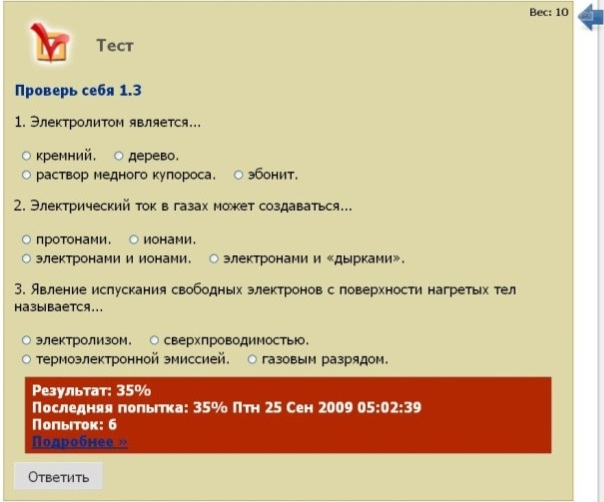 Вес: 10
Тест
Проверь себя 1.3
1. Электролитом является...
кремний. дерево.
раствор медного купороса. эбонит.
2. Электрический ток в газах может создаваться...
протонами. ионами.
электронами и ионами. электронами и «дырками».
3. Явление испускания свободных электронов с поверхности нагретых тел
называется...
электролизом. сверхпроводимостью.
термоэлектронной эмиссией. газовым разрядом.
Результат: 35%
Последняя попытка: 35% Птн 25 Сен 2009 05:02:39
Попыток: 6
Подробнее »
Ответить